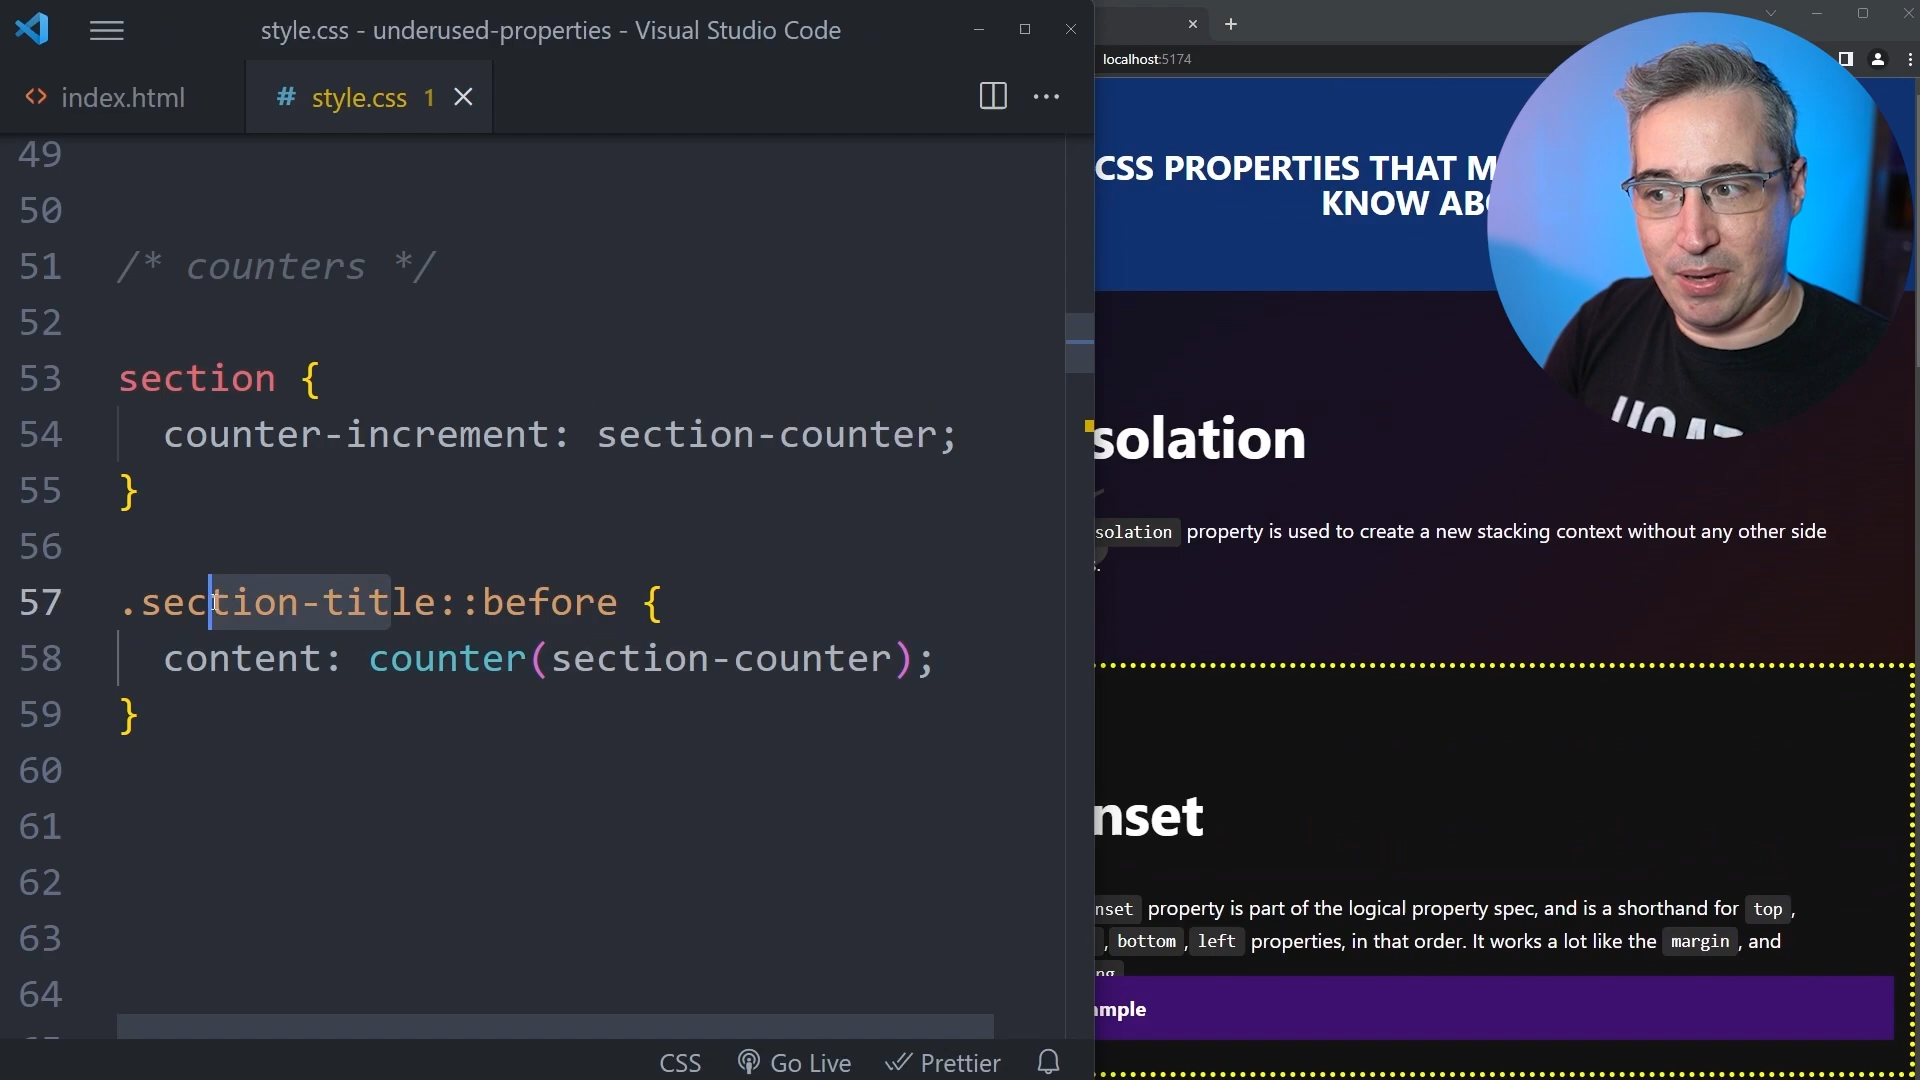 style.css - underused-properties - Visual Studio Code
index.html
# style.css 1
localhost:5174
49
50
51 /* counters */
52
53 section {
54 counter-increment: section-counter;
55 }
56
57 .section-title::before {
58 content: counter(section-counter);
59 }
60
61
62
63
64
CSS Go Live Prettier
CSS PROPERTIES THAT M
KNOW ABO
solation
solation property is used to create a new stacking context without any other side
s.
nset
nset property is part of the logical property spec, and is a shorthand for top,
, bottom, left properties, in that order. It works a lot like the margin, and
ng
ample